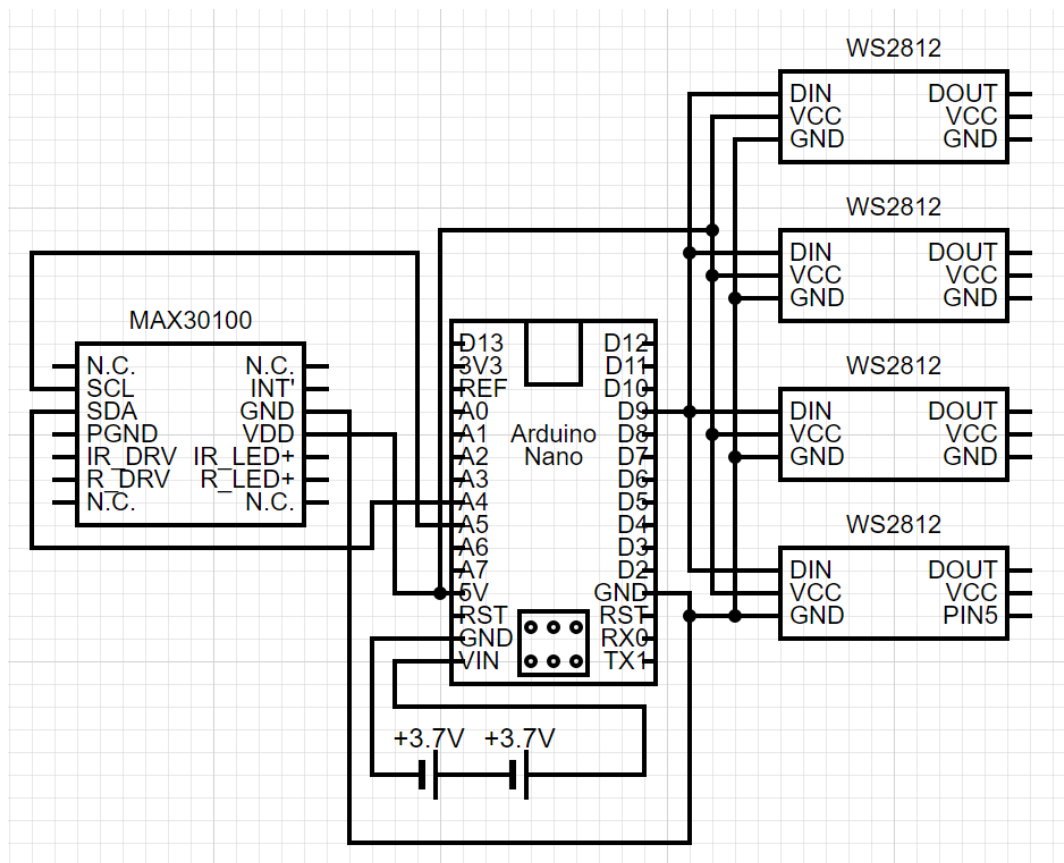 WS2812
DIN DOUT
VCC VCC
GND GND
WS2812
DIN DOUT
VCC VCC
GND GND
MAX30100
N.C. N.C.
SCL INT'
SDA GND
PGND VDD
IR_DRV IR_LED+
R_DRV R_LED+
N.C. N.C.
D13 D12
3V3 D11
REF D10
A0 D9
A1 D8
A2 D7
A3 D6
A4 D5
A5 D4
A6 D3
A7 D2
5V GND
RST RST
GND RX0
VIN TX1
Arduino
Nano
WS2812
DIN DOUT
VCC VCC
GND GND
WS2812
DIN DOUT
VCC VCC
GND PIN5
+3.7V +3.7V